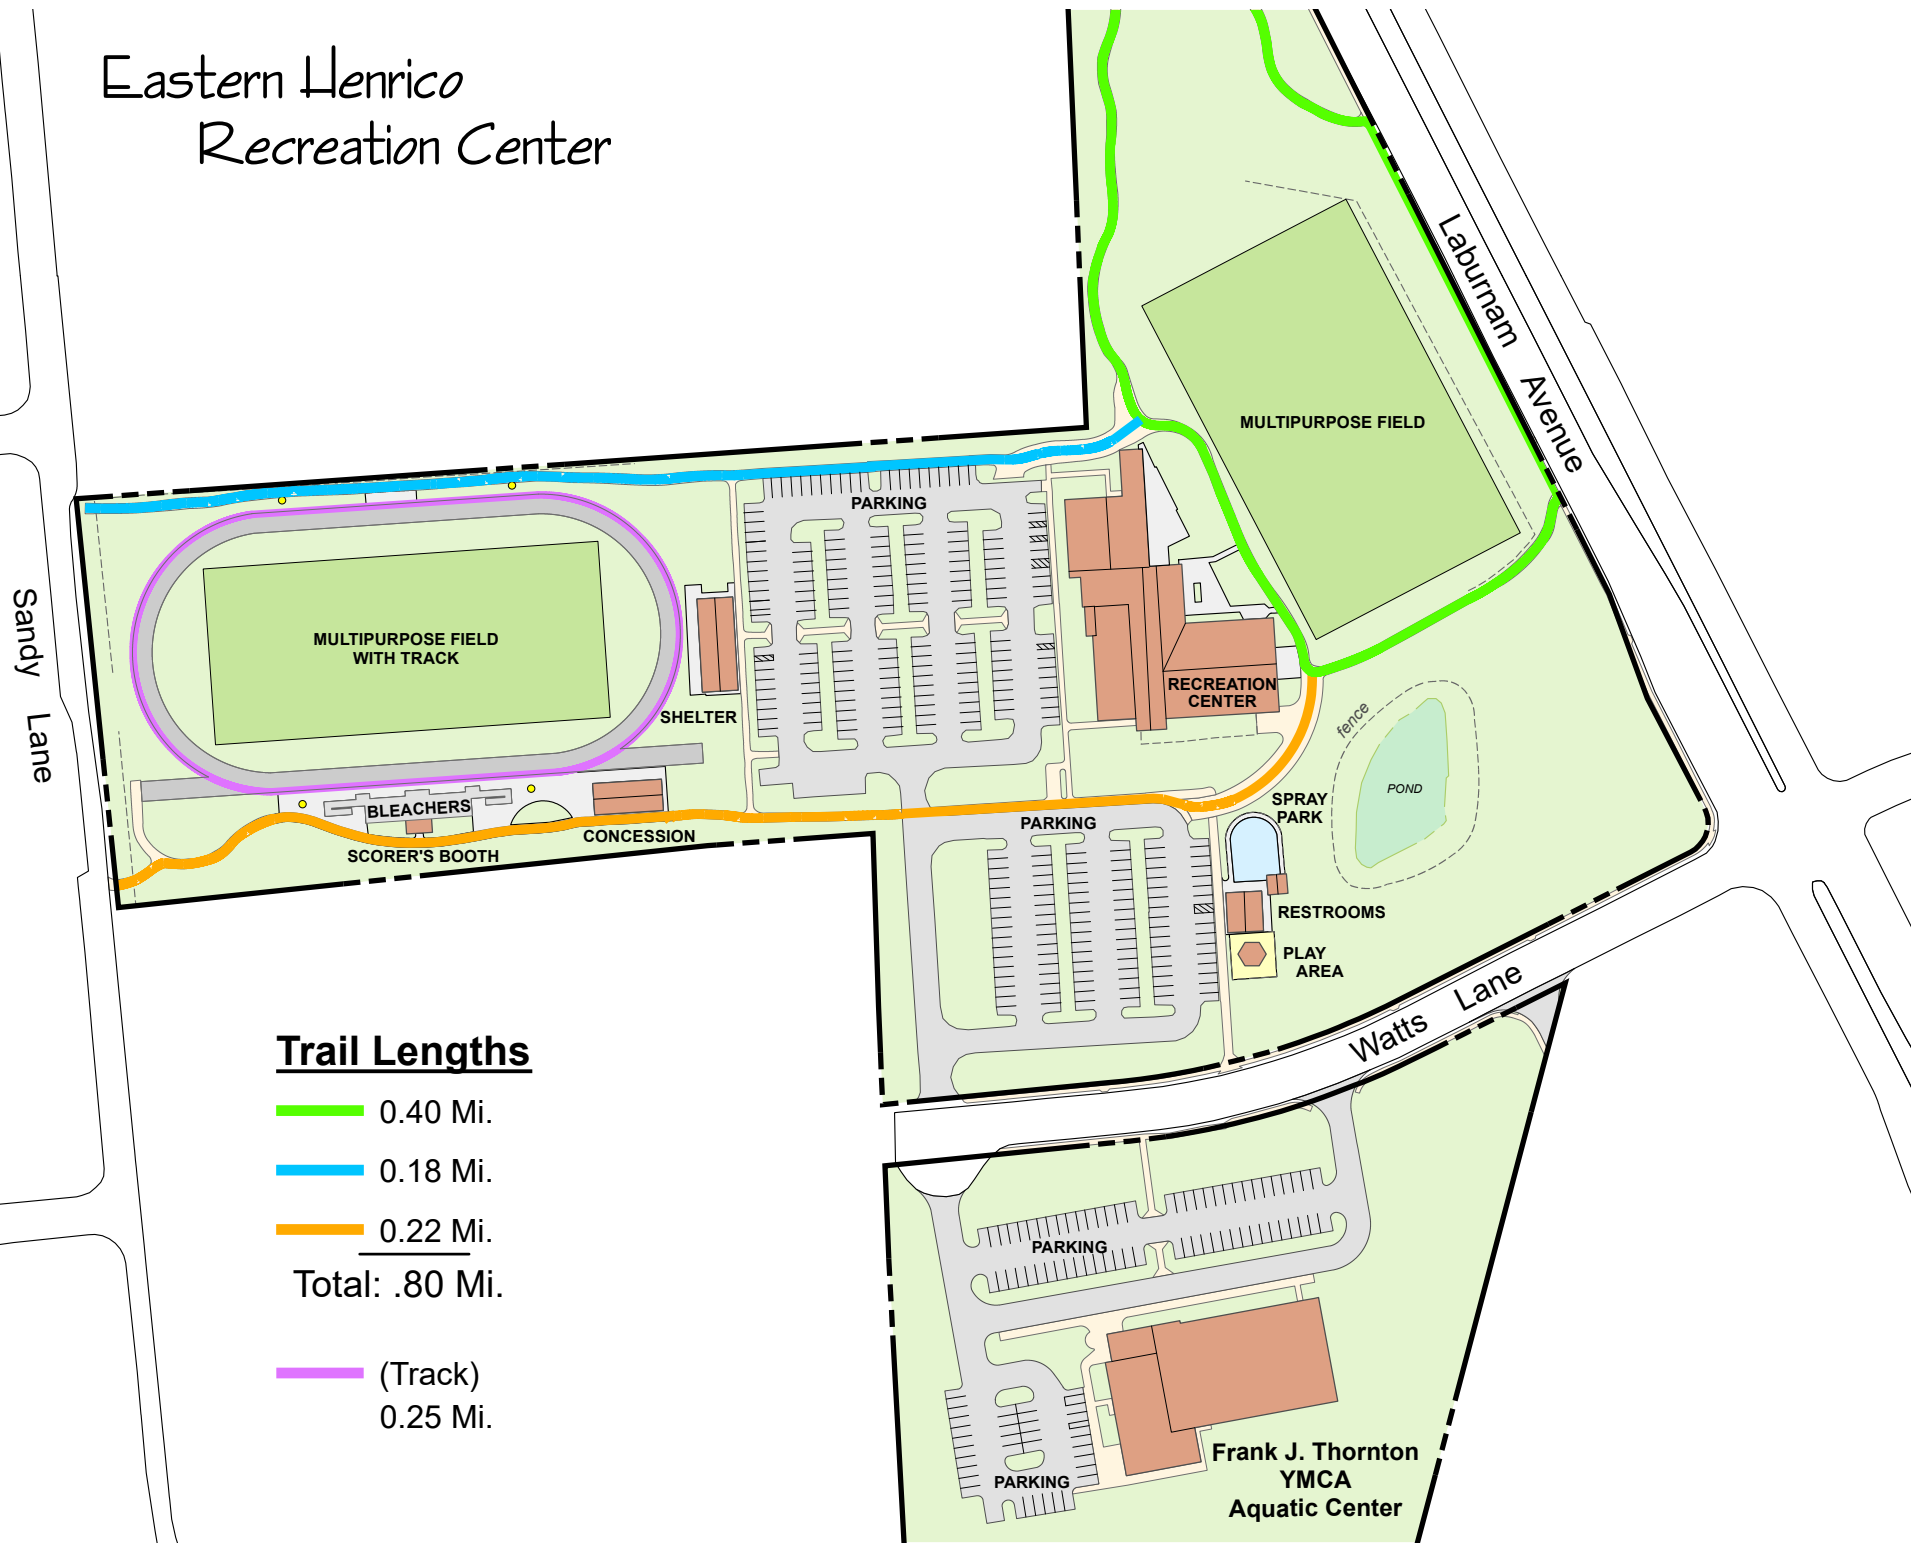 Eastern Henrico
Recreation Center
Laburnam Avenue
MULTIPURPOSE FIELD
PARKING
Sandy Lane
MULTIPURPOSE FIELD
WITH TRACK
SHELTER
RECREATION
CENTER
fence
POND
SPRAY
PARK
BLEACHERS
PARKING
CONCESSION
SCORER'S BOOTH
RESTROOMS
PLAY
AREA
Watts Lane
Trail Lengths
0.40 Mi.
0.18 Mi.
0.22 Mi.
Total: .80 Mi.
(Track)
0.25 Mi.
PARKING
PARKING
Frank J. Thornton
YMCA
Aquatic Center